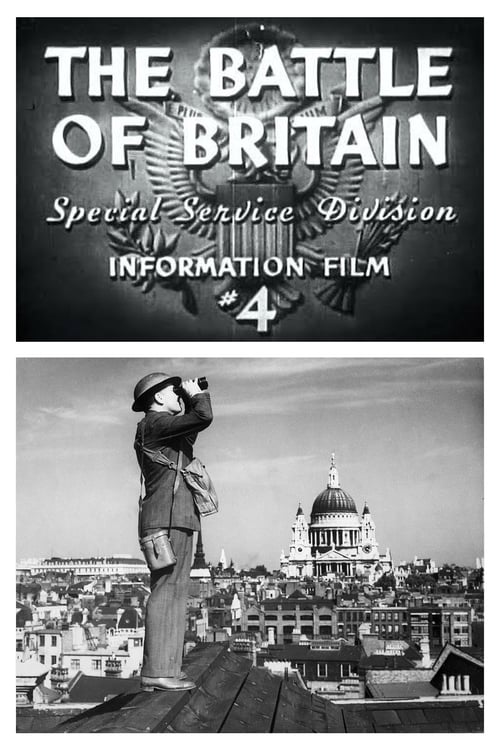 THE BATTLE
OF BRITAIN
Special Service Division
INFORMATION FILM
#4